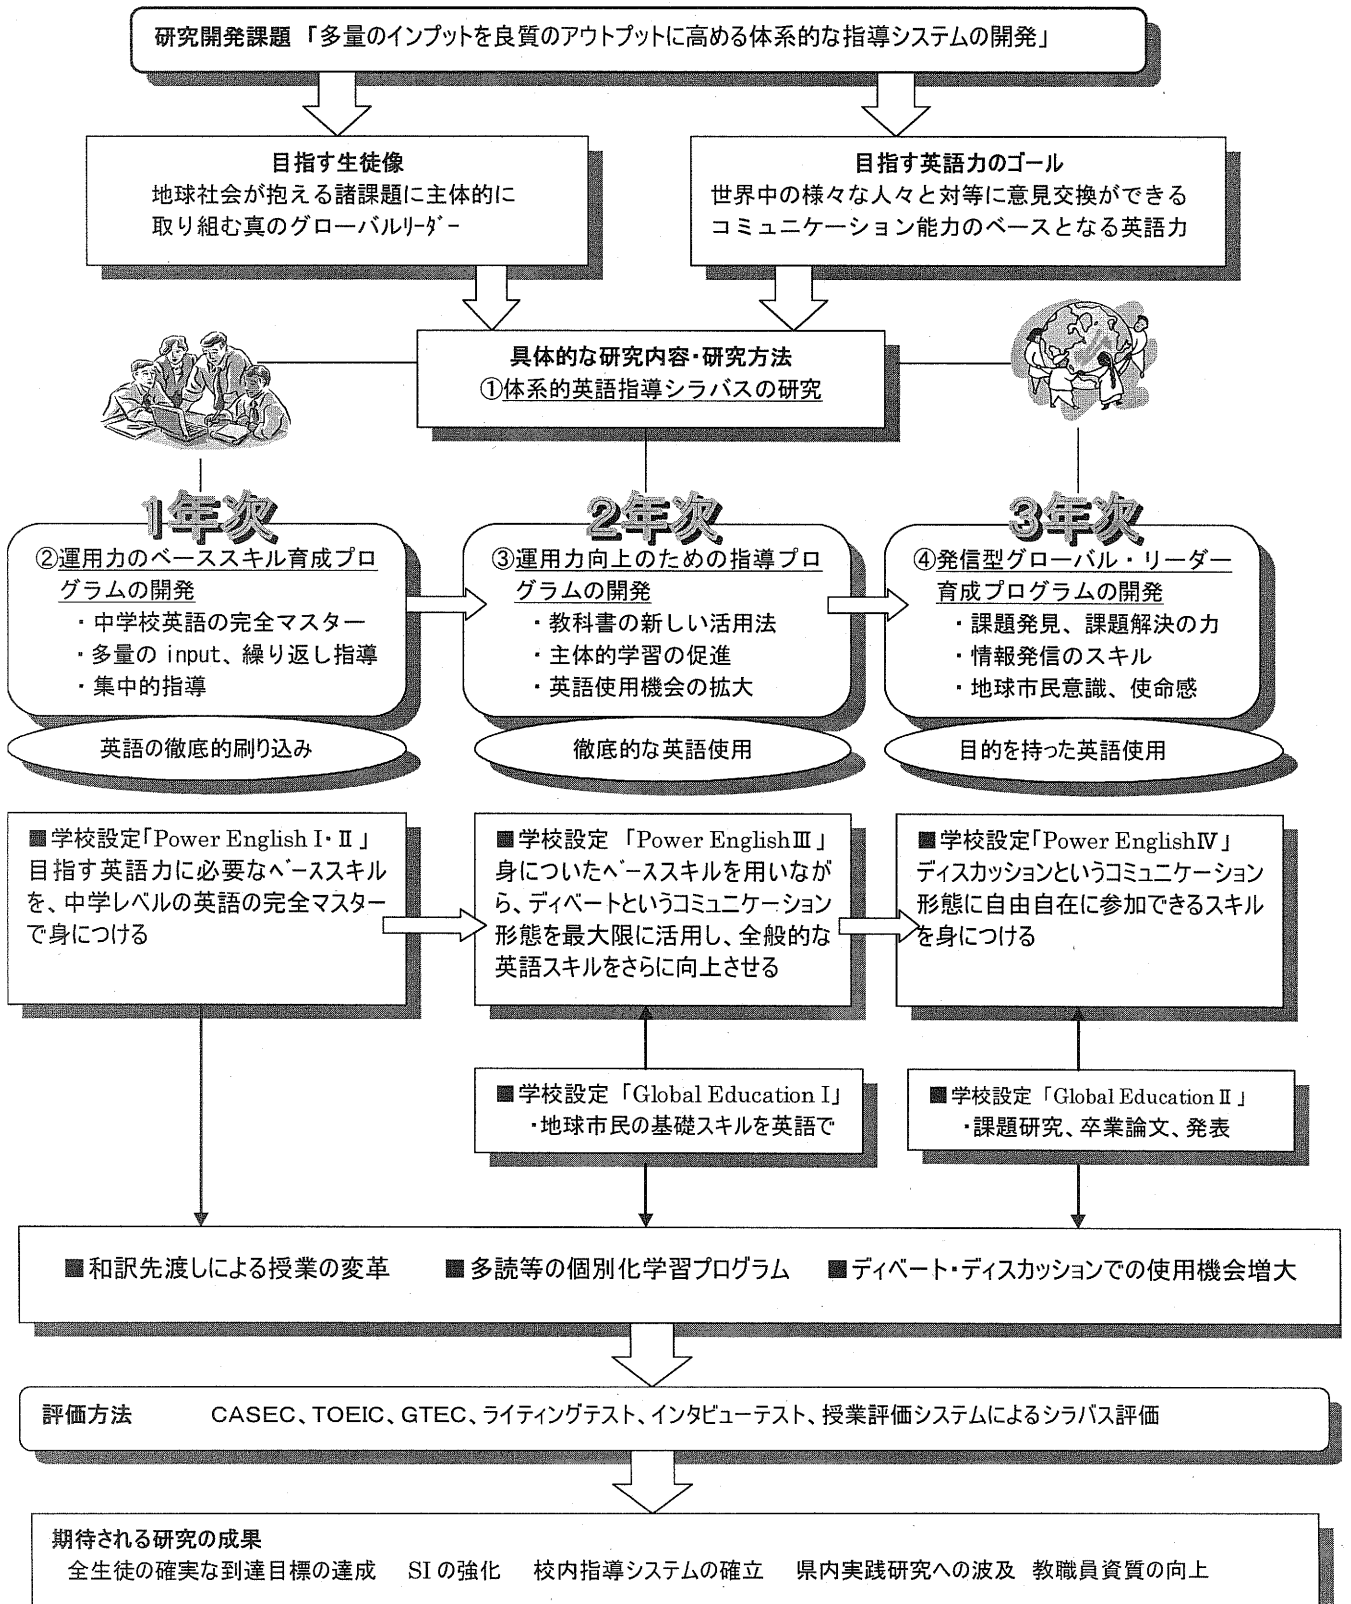 研究開発課題「多量のインプットを良質のアウトプットに高める体系的な指導システムの開発」
目指す生徒像
地球社会が抱える諸課題に主体的に
取り組む真のグローバルリーダー
目指す英語力のゴール
世界中の様々な人々と対等に意見交換ができる
コミュニケーション能力のベースとなる英語力
具体的な研究内容・研究方法
①体系的英語指導シラバスの研究
1年次
②運用力のベーススキル育成プロ
グラムの開発
・中学校英語の完全マスター
・多量の input、繰り返し指導
・集中的指導
英語の徹底的刷り込み
2年次
③運用力向上のための指導プロ
グラムの開発
・教科書の新しい活用法
・主体的学習の促進
・英語使用機会の拡大
徹底的な英語使用
3年次
④発信型グローバル・リーダー
育成プログラムの開発
・課題発見、課題解決の力
・情報発信のスキル
・地球市民意識、使命感
目的を持った英語使用
■学校設定「Power English I・Ⅱ」
目指す英語力に必要なベーススキル
を、中学レベルの英語の完全マスター
で身につける
■学校設定「Power EnglishⅢ」
身についたベーススキルを用いなが
ら、ディベートというコミュニケーション
形態を最大限に活用し、全般的な
英語スキルをさらに向上させる
■学校設定「Power EnglishⅣ」
ディスカッションというコミュニケーション
形態に自由自在に参加できるスキル
を身につける
■学校設定「Global Education I」
・地球市民の基礎スキルを英語で
■学校設定「Global Education Ⅱ」
・課題研究、卒業論文、発表
■和訳先渡しによる授業の変革 ■多読等の個別化学習プログラム ■ディベート・ディスカッションでの使用機会増大
評価方法 CASEC、TOEIC、GTEC、ライティングテスト、インタビューテスト、授業評価システムによるシラバス評価
期待される研究の成果
全生徒の確実な到達目標の達成 SIの強化 校内指導システムの確立 県内実践研究への波及 教職員資質の向上